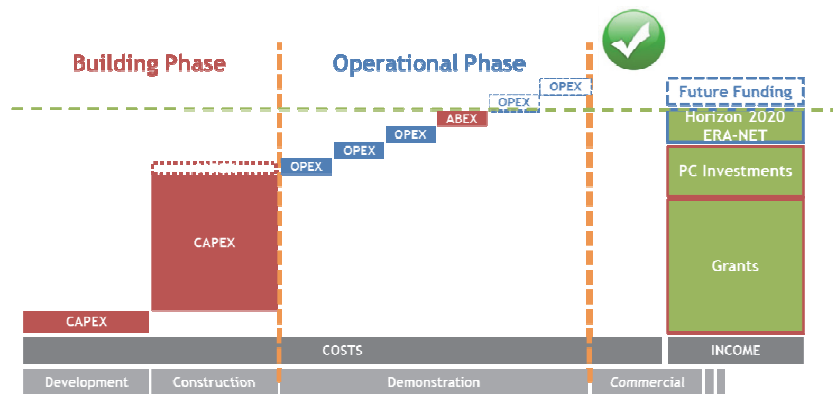 Building Phase
Operational Phase
OPEX
OPEX
ABEX
OPEX
OPEX
OPEX
CAPEX
CAPEX
Future Funding
Horizon 2020
ERA-NET
PC Investments
Grants
COSTS
INCOME
Development
Construction
Demonstration
Commercial